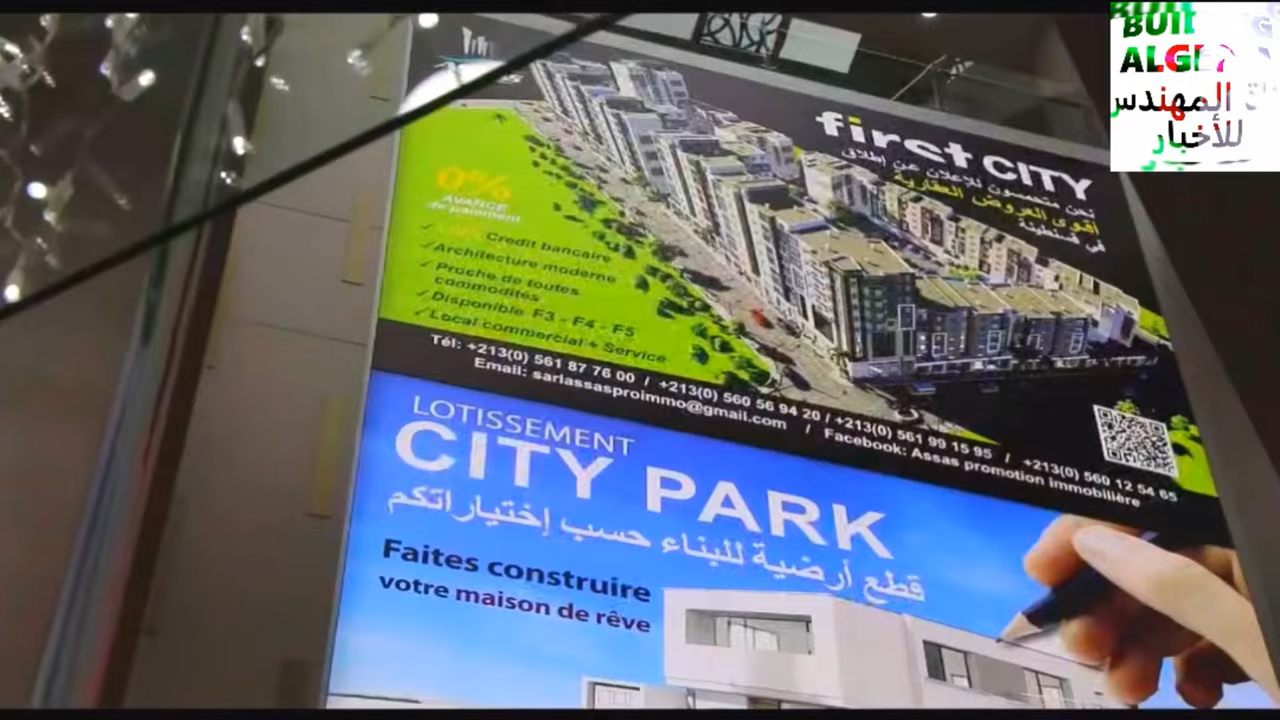 first CITY
نحن متحمسون للإعلان عن إطلاق
أقوى العروض العقارية
في قسنطينة
0%
AVANCE
de paiement
Credit bancaire
Architecture moderne
Proche de toutes
commodités
Disponible F3 - F4 - F5
Local commercial + Service
Tél: +213(0) 561 87 76 00 / +213(0) 560 56 94 20 / +213(0) 561 99 15 95 / +213(0) 560 12 54 65
Email: sarlassasproimmo@gmail.com / Facebook: Assas promotion immobilière
LOTISSEMENT
CITY PARK
قطع أرضية للبناء حسب إختياراتكم
Faites construire
votre maison de rêve
المهندس
للأخبار